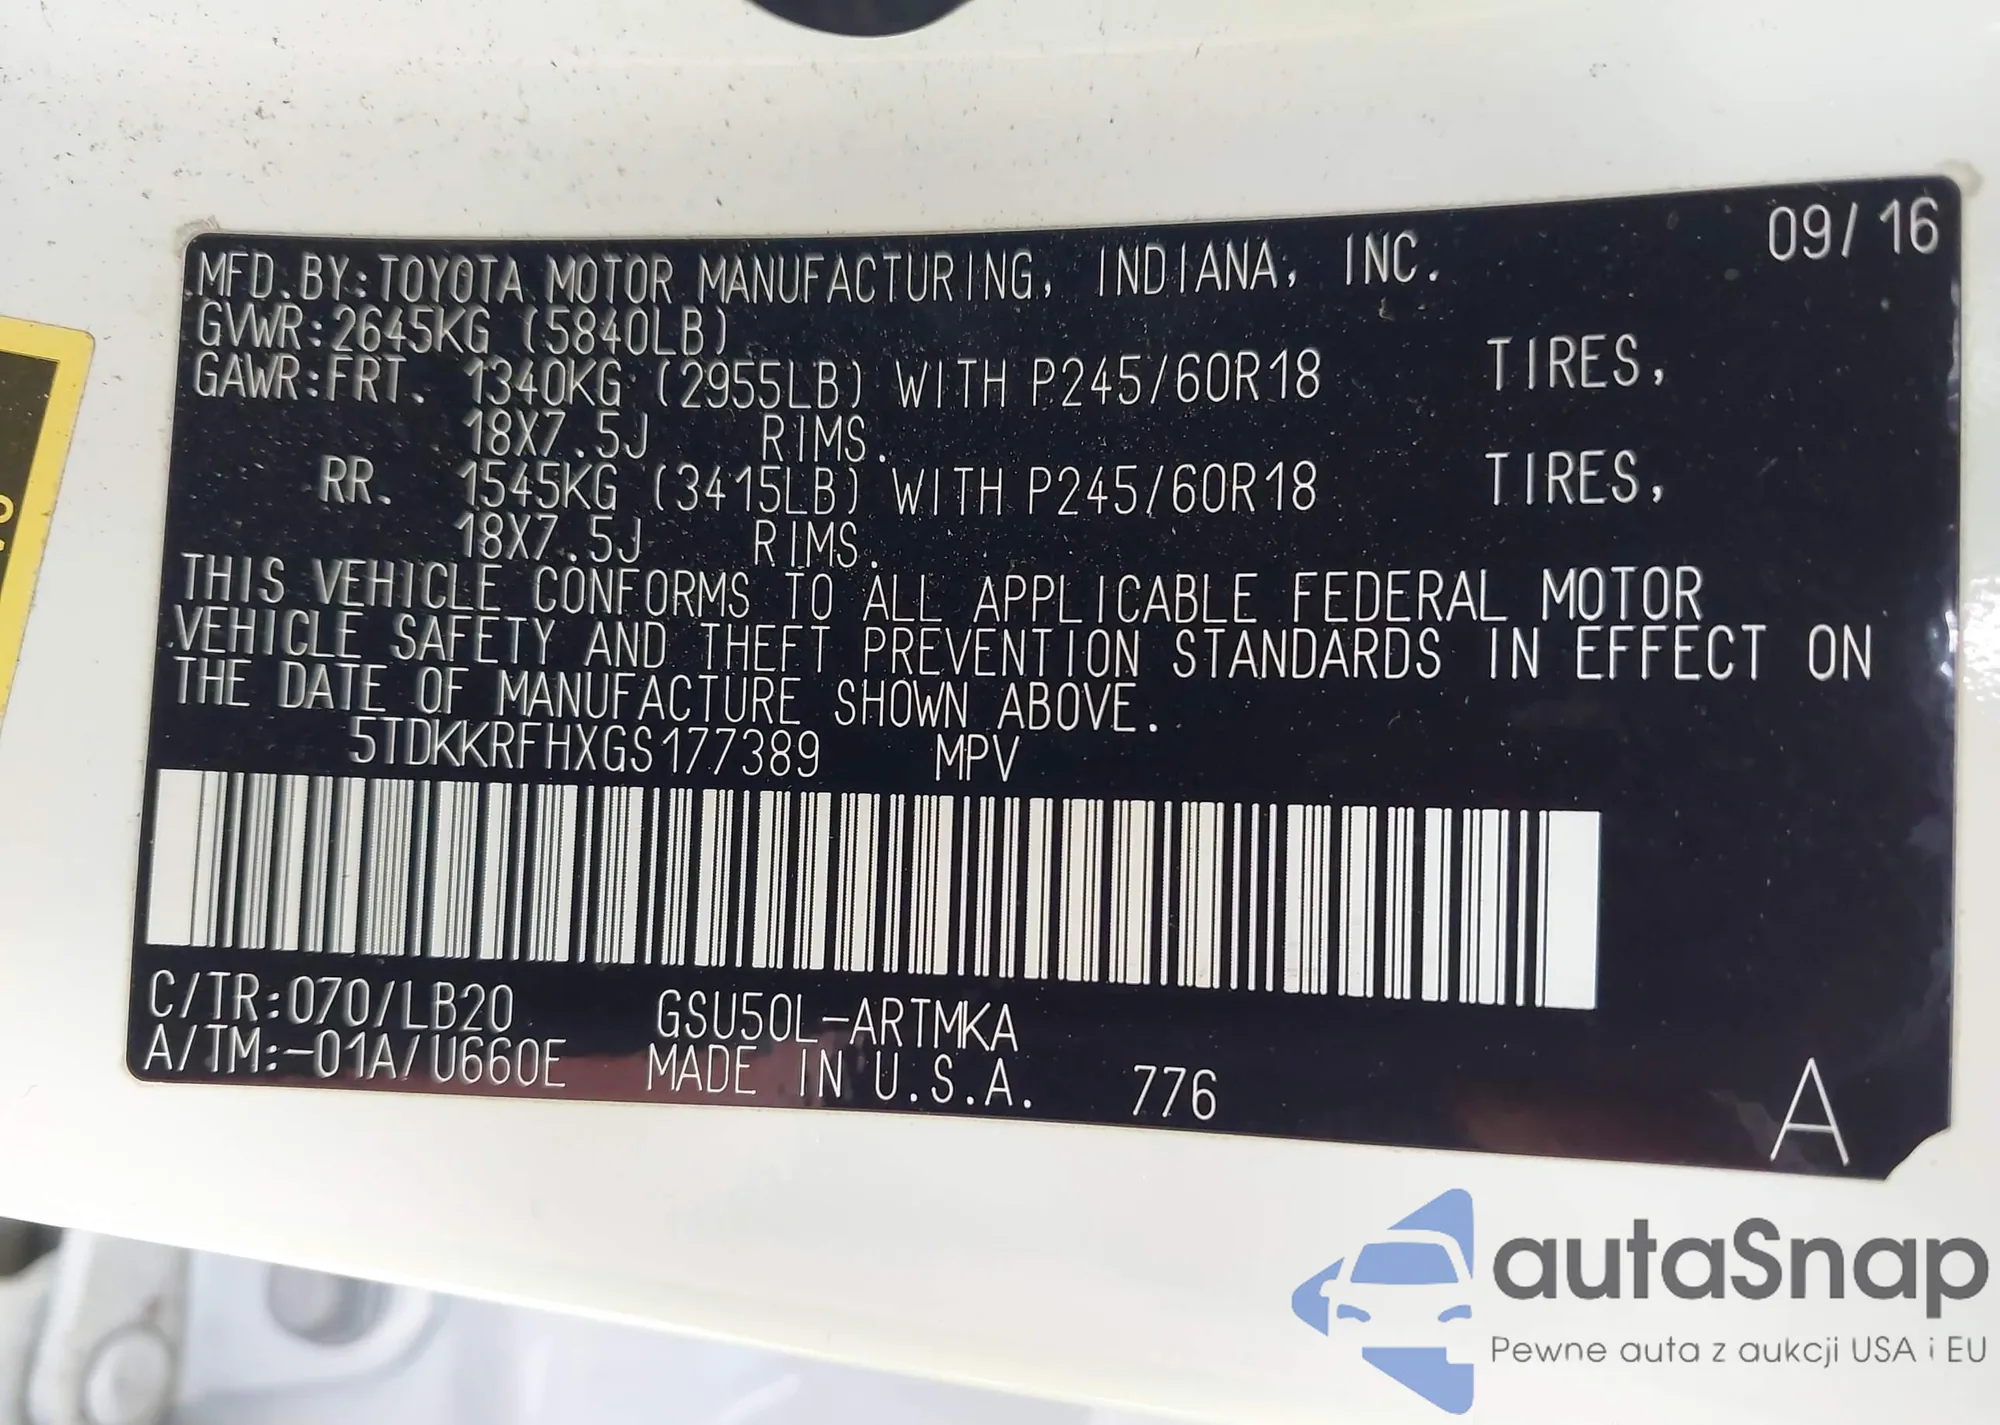 09/16
MFD.BY:TOYOTA MOTOR MANUFACTURING, INDIANA, INC.
GVWR:2645KG (5840LB)
GAWR:FRT. 1340KG (2955LB) WITH P245/60R18 TIRES,
18X7.5J RIMS.
RR. 1545KG (3415LB) WITH P245/60R18 TIRES,
18X7.5J RIMS.
THIS VEHICLE CONFORMS TO ALL APPLICABLE FEDERAL MOTOR
VEHICLE SAFETY AND THEFT PREVENTION STANDARDS IN EFFECT ON
THE DATE OF MANUFACTURE SHOWN ABOVE.
5TDKKRFHXGS177389 MPV
C/TR:070/LB20 GSU50L-ARTMKA
A/TM:-01A/U660E MADE IN U.S.A. 776
A
autaSnap
Pewne auta z aukcji USA i EU